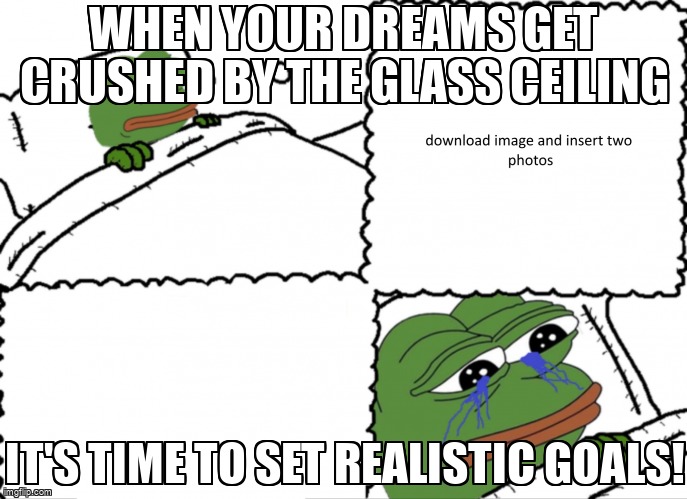 WHEN YOUR DREAMS GET
CRUSHED BY THE GLASS CEILING
download image and insert two
photos
IT'S TIME TO SET REALISTIC GOALS!
imgflip.com